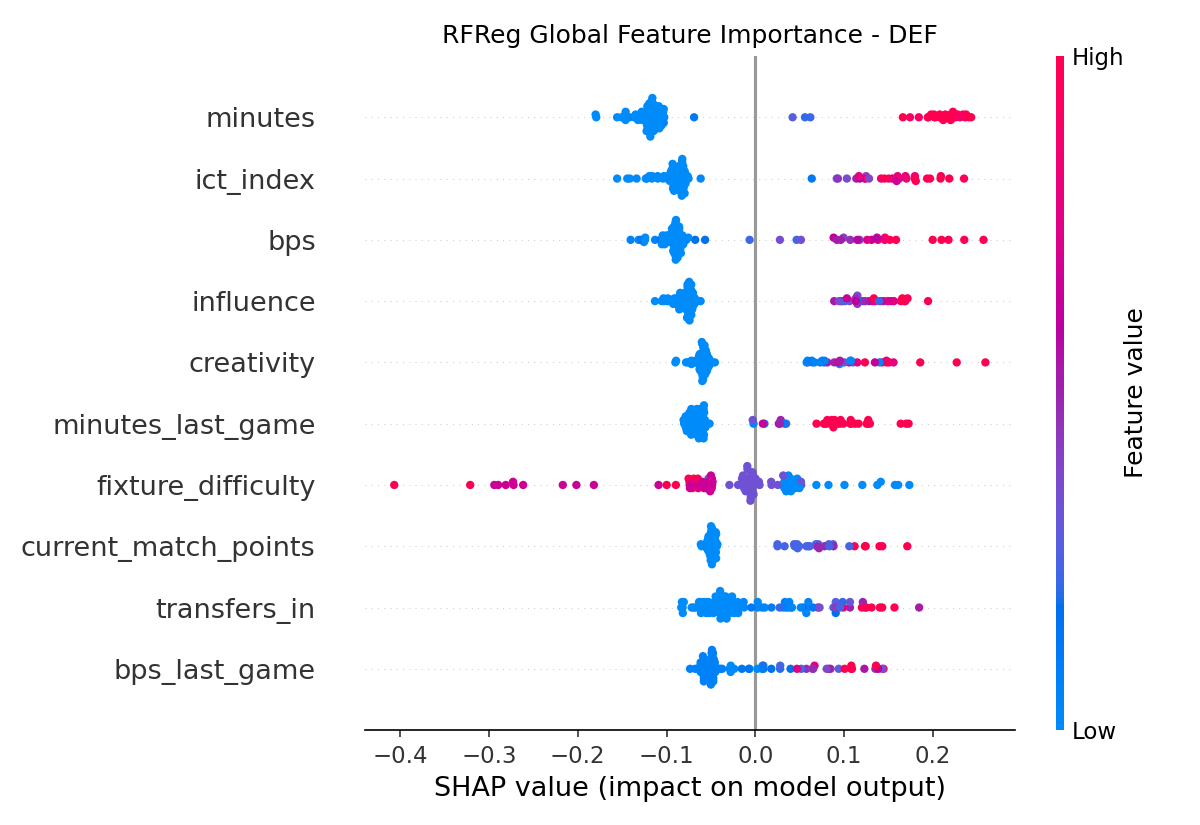 RFReg Global Feature Importance - DEF
High
minutes
ict_index
bps
influence
creativity
minutes_last_game
fixture_difficulty
current_match_points
transfers_in
bps_last_game
Feature value
Low
−0.4 −0.3 −0.2 −0.1 0.0 0.1 0.2
SHAP value (impact on model output)